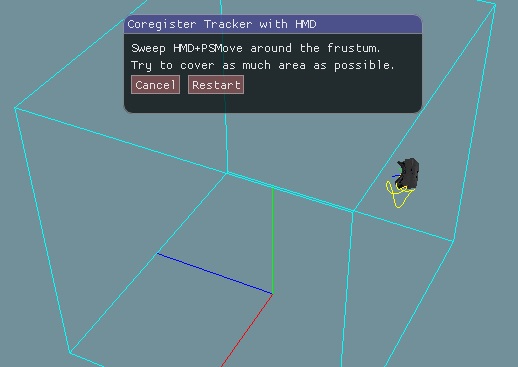 Coregister Tracker with HMD
Sweep HMD+PSMove around the frustum.
Try to cover as much area as possible.
Cancel Restart